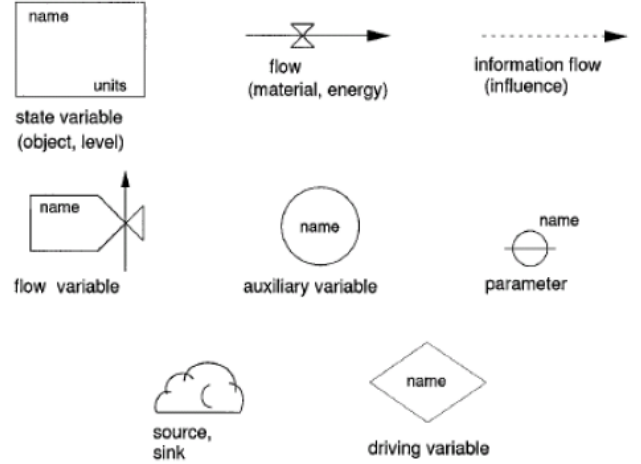 name
units
state variable
(object, level)
flow
(material, energy)
information flow
(influence)
name
flow variable
name
auxiliary variable
name
parameter
source,
sink
name
driving variable